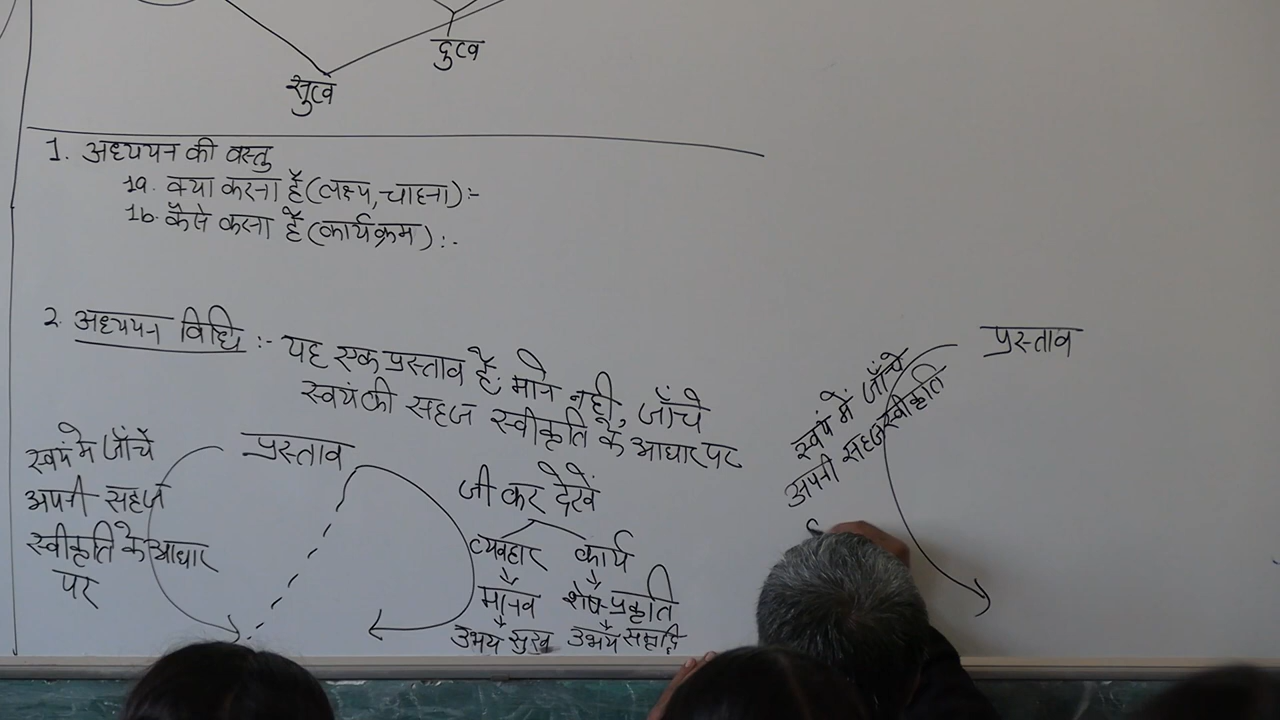 दुःख
सुख
1. अध्ययन की वस्तु
1a. क्या करना है (लक्ष्य, चाहना) :-
1b. कैसे करना है (कार्यक्रम) :-
2. अध्ययन विधि :- यह एक प्रस्ताव है; माने नहीं, जाँचे
स्वयं की सहज स्वीकृति के आधार पर
प्रस्ताव
स्वयं में जाँचे
अपनी सहज
स्वीकृति के आधार
पर
जी कर देखें
व्यवहार कार्य
मानव शेष-प्रकृति
उभय सुख उभय समृद्धि
प्रस्ताव
स्वयं में जाँचे
अपनी सहज स्वीकृति